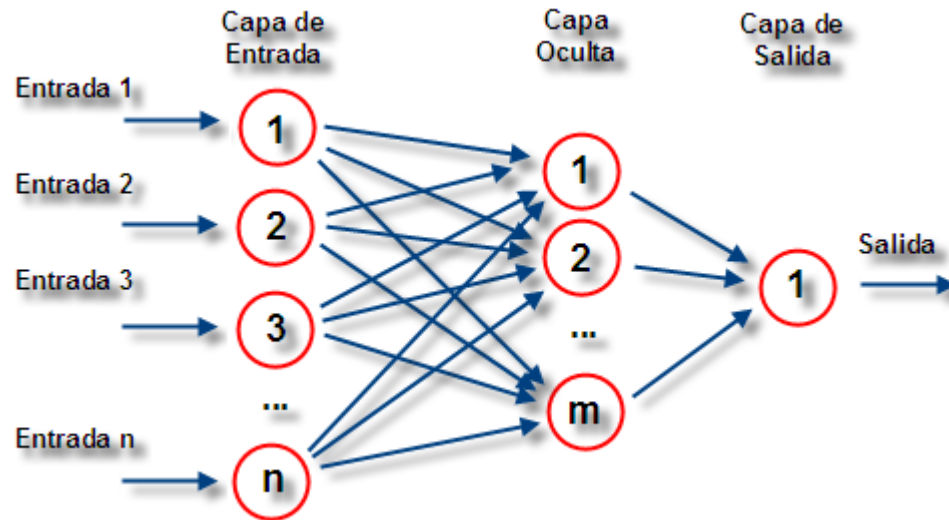 Capa de
Entrada
Capa
Oculta
Capa de
Salida
Entrada 1
1
Entrada 2
2
Entrada 3
3
...
Entrada n
n
1
2
...
m
1
Salida